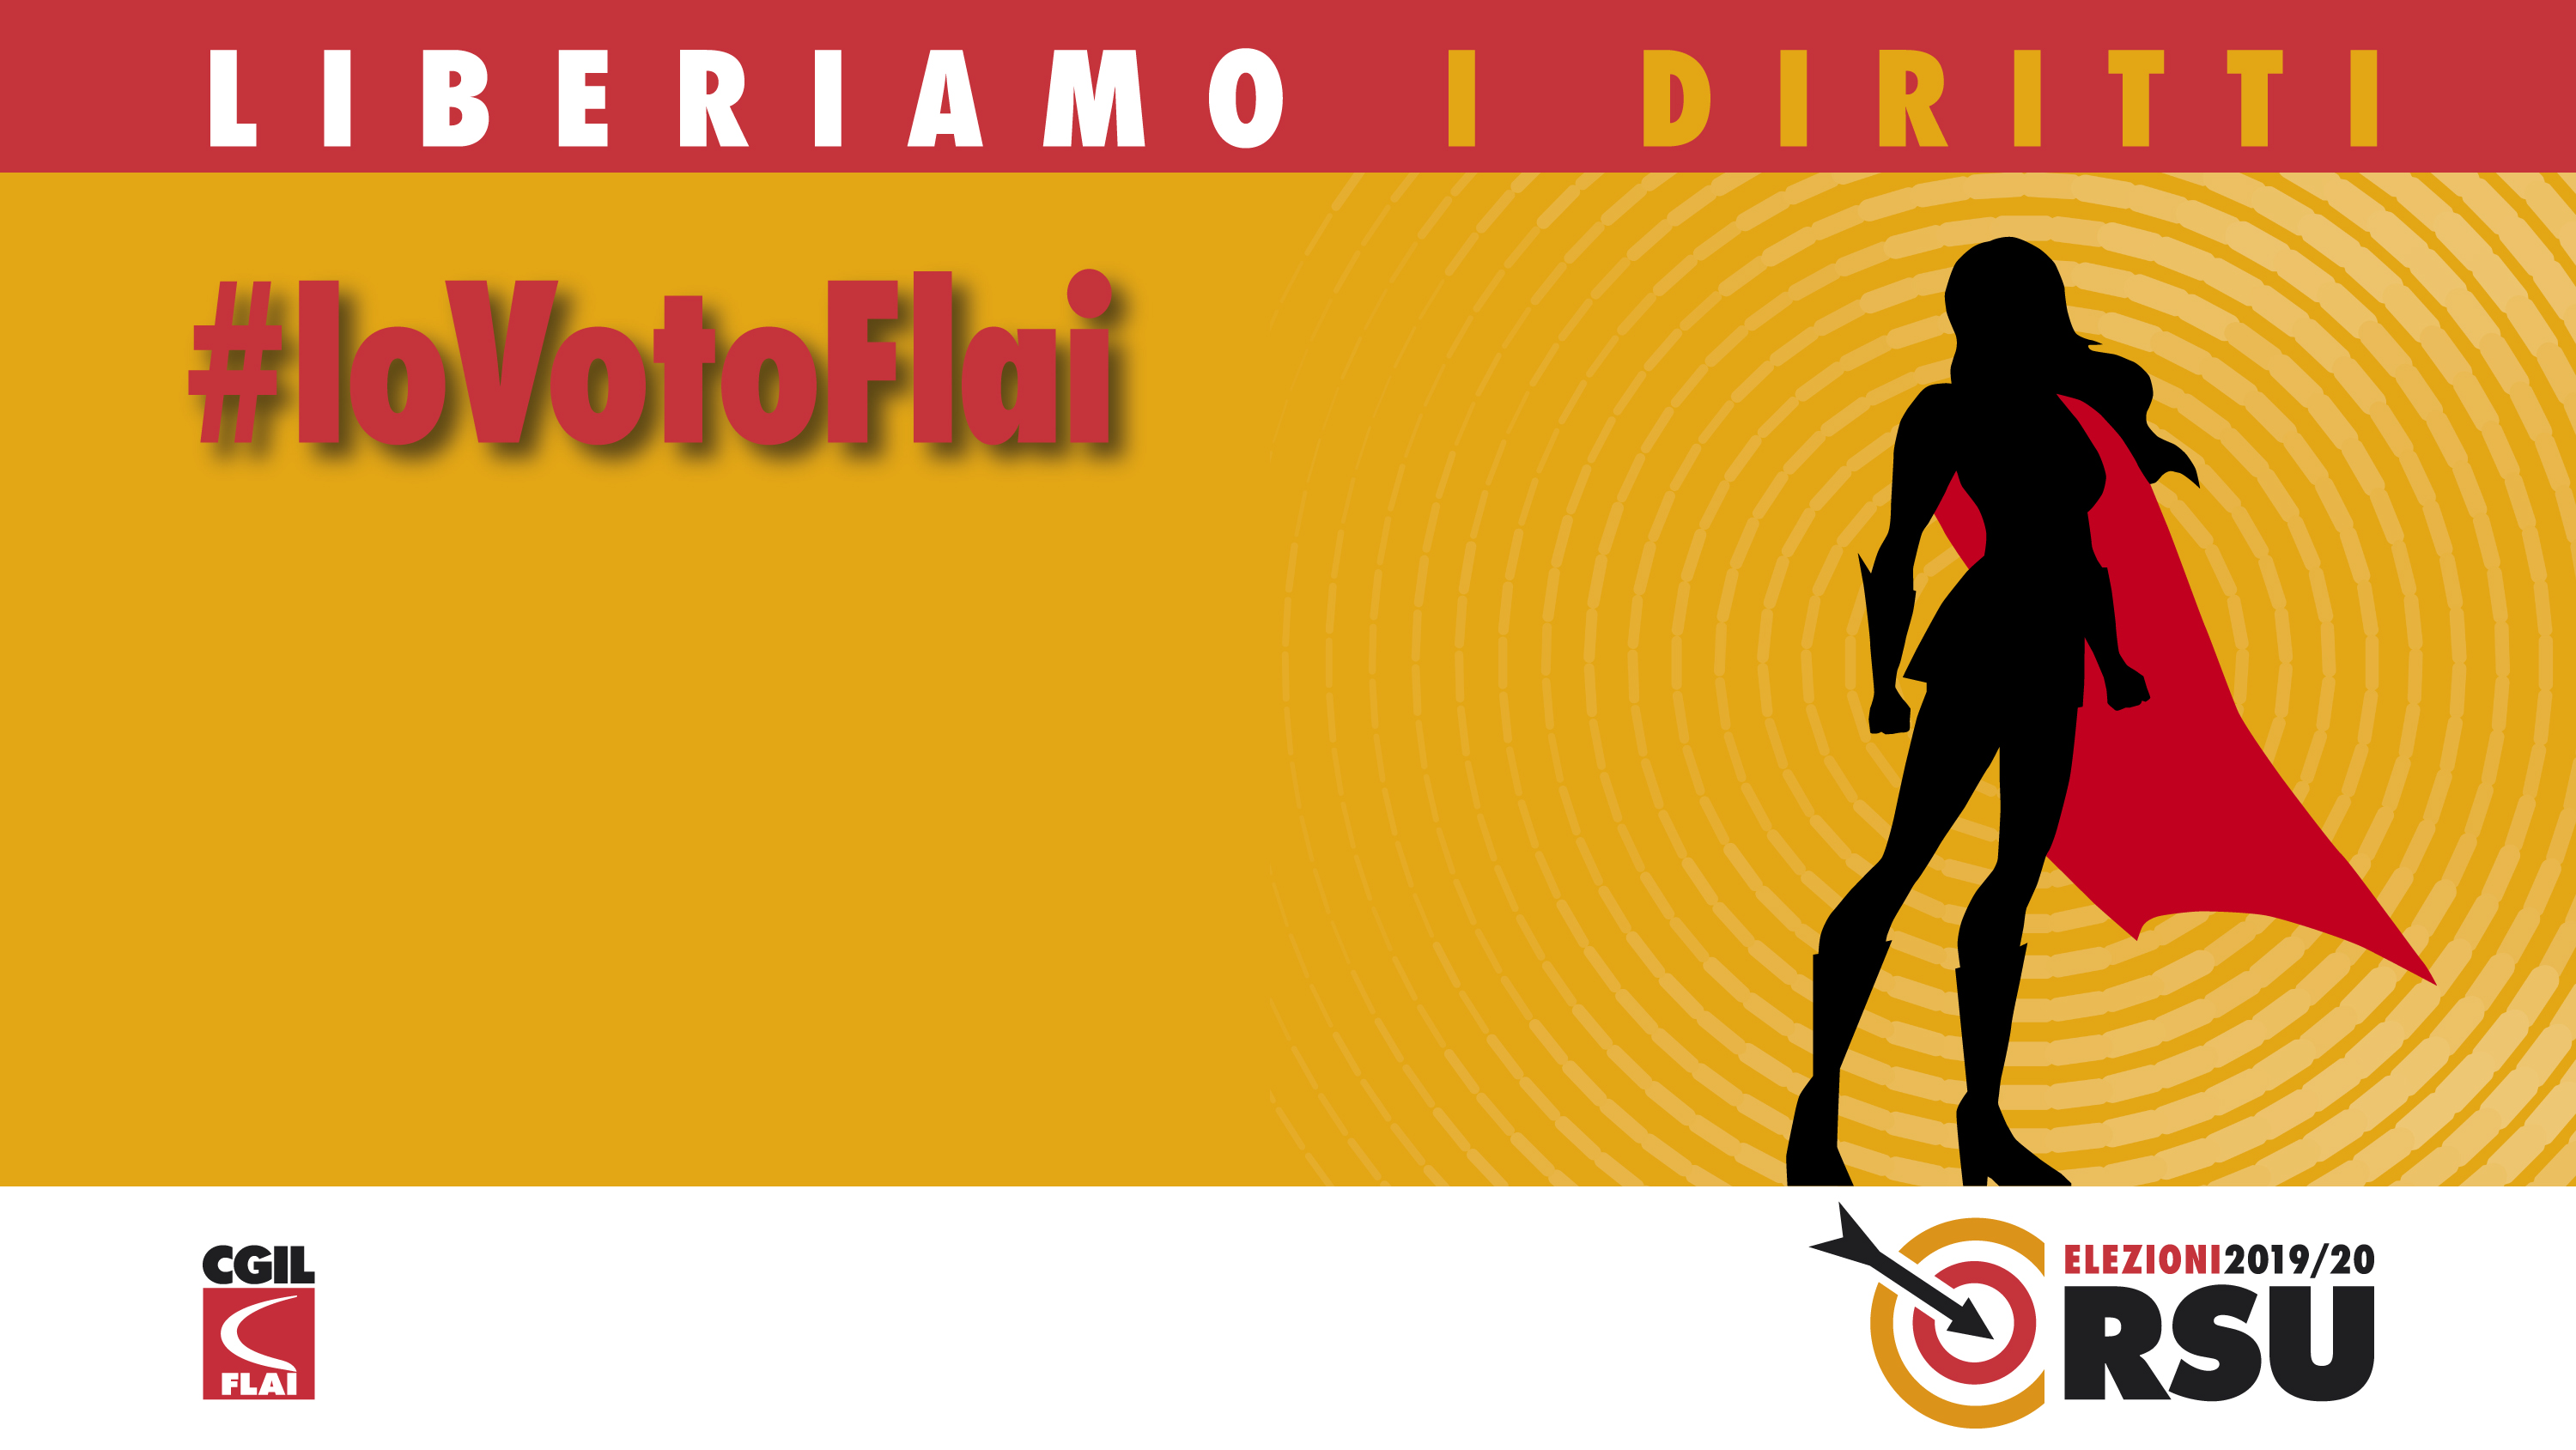 LIBERIAMO I DIRITTI
#IoVotoFlai
CGIL
FLAI
ELEZIONI2019/20
RSU